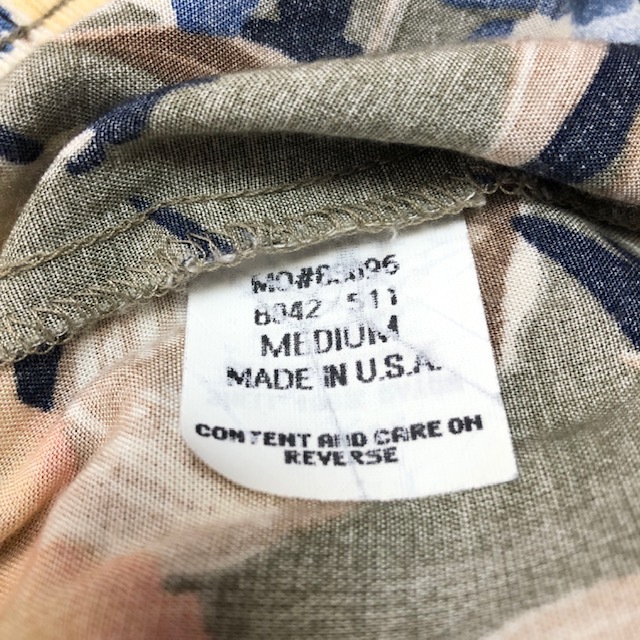 8042 511
MEDIUM
MADE IN U.S.A.
CONTENT AND CARE ON
REVERSE